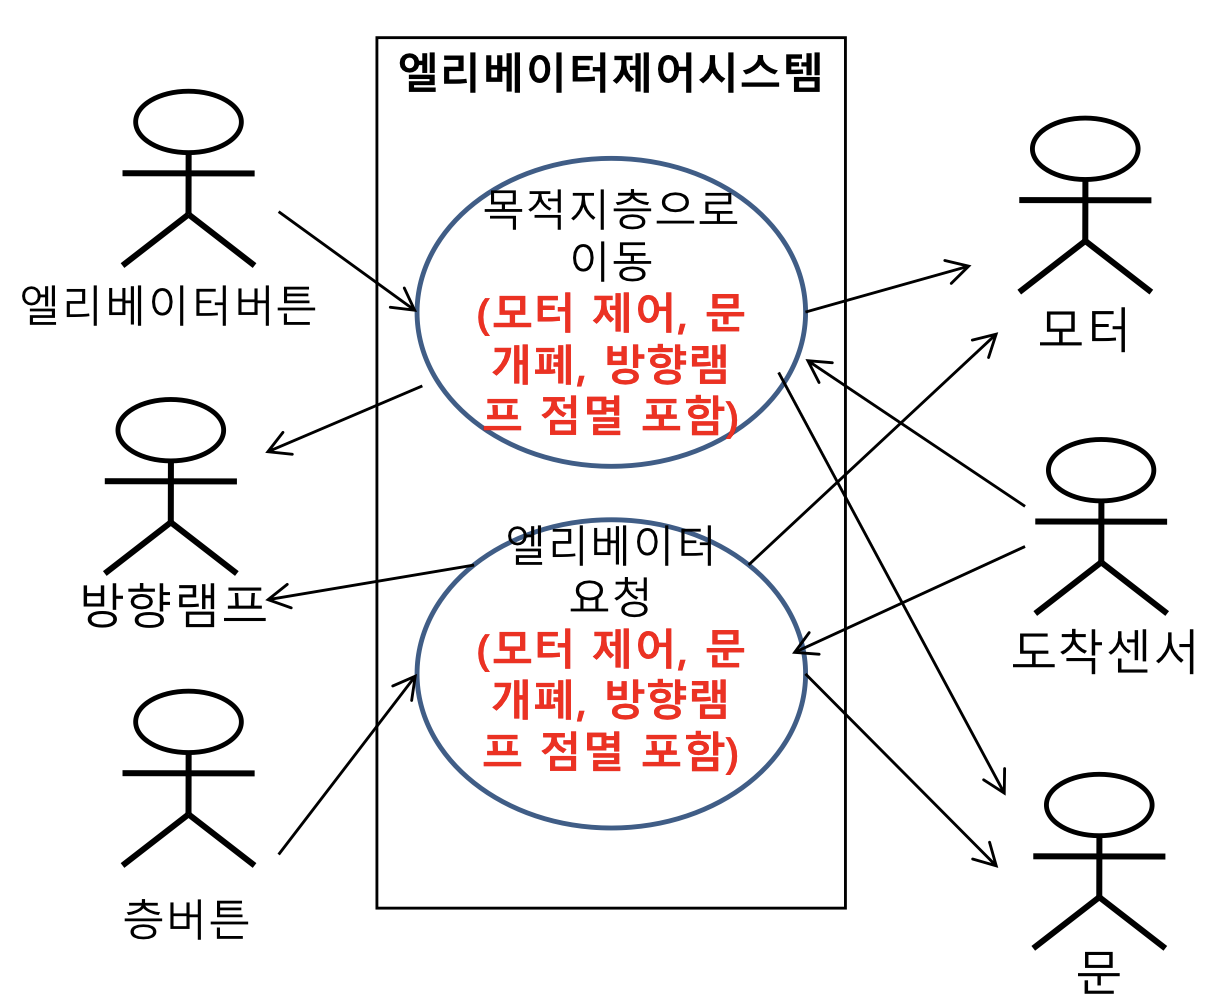 엘리베이터제어시스템
목적지층으로
이동
(모터 제어, 문
개폐, 방향램
프 점멸 포함)
엘리베이터
요청
(모터 제어, 문
개폐, 방향램
프 점멸 포함)
엘리베이터버튼
방향램프
층버튼
모터
도착센서
문